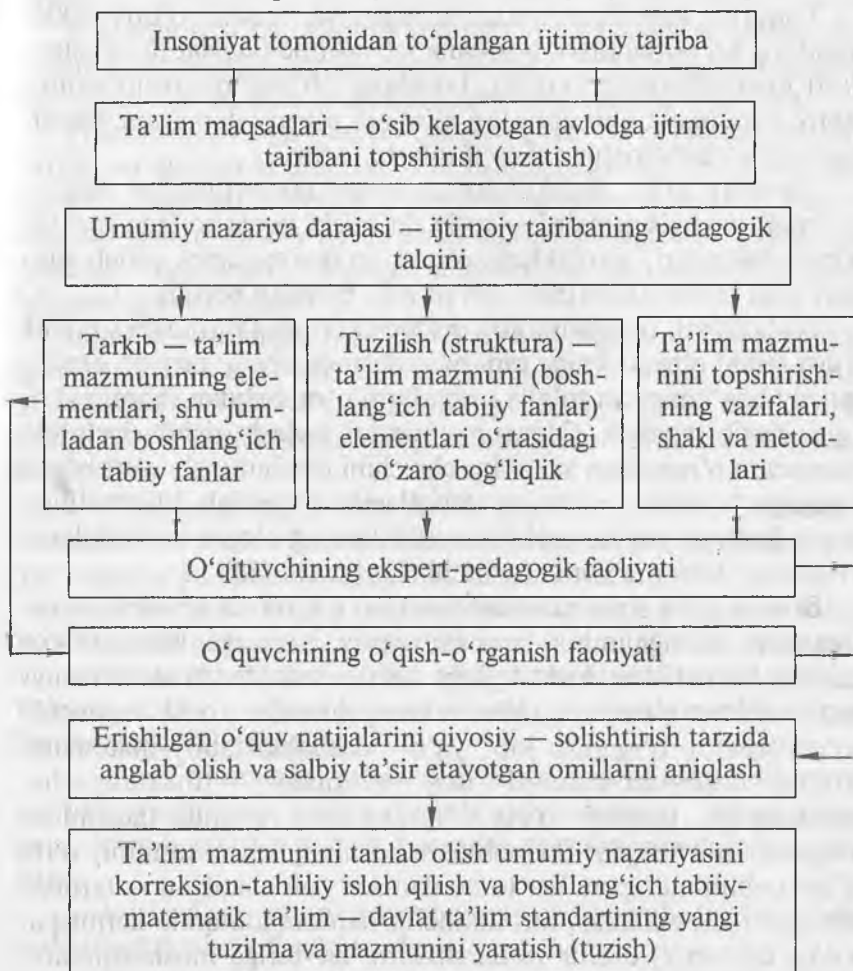 Insoniyat tomonidan to‘plangan ijtimoiy tajriba
Ta’lim maqsadlari — o‘sib kelayotgan avlodga ijtimoiy
tajribani topshirish (uzatish)
Umumiy nazariya darajasi — ijtimoiy tajribaning pedagogik
talqini
Tarkib — ta’lim
mazmunining ele-
mentlari, shu jum-
ladan boshlang‘ich
tabiiy fanlar
Tuzilish (struktura) —
ta’lim mazmuni (bosh-
lang‘ich tabiiy fanlar)
elementlari o‘rtasidagi
o‘zaro bog‘liqlik
Ta’lim mazmu-
nini topshirish-
ning vazifalari,
shakl va metod-
lari
O‘qituvchining ekspert-pedagogik faoliyati
O‘quvchining o‘qish-o‘rganish faoliyati
Erishilgan o‘quv natijalarini qiyosiy — solishtirish tarzida
anglab olish va salbiy ta’sir etayotgan omillarni aniqlash
Ta’lim mazmunini tanlab olish umumiy nazariyasini
korreksion-tahliliy isloh qilish va boshlang‘ich tabiiy-
matematik ta’lim — davlat ta’lim standartining yangi
tuzilma va mazmunini yaratish (tuzish)